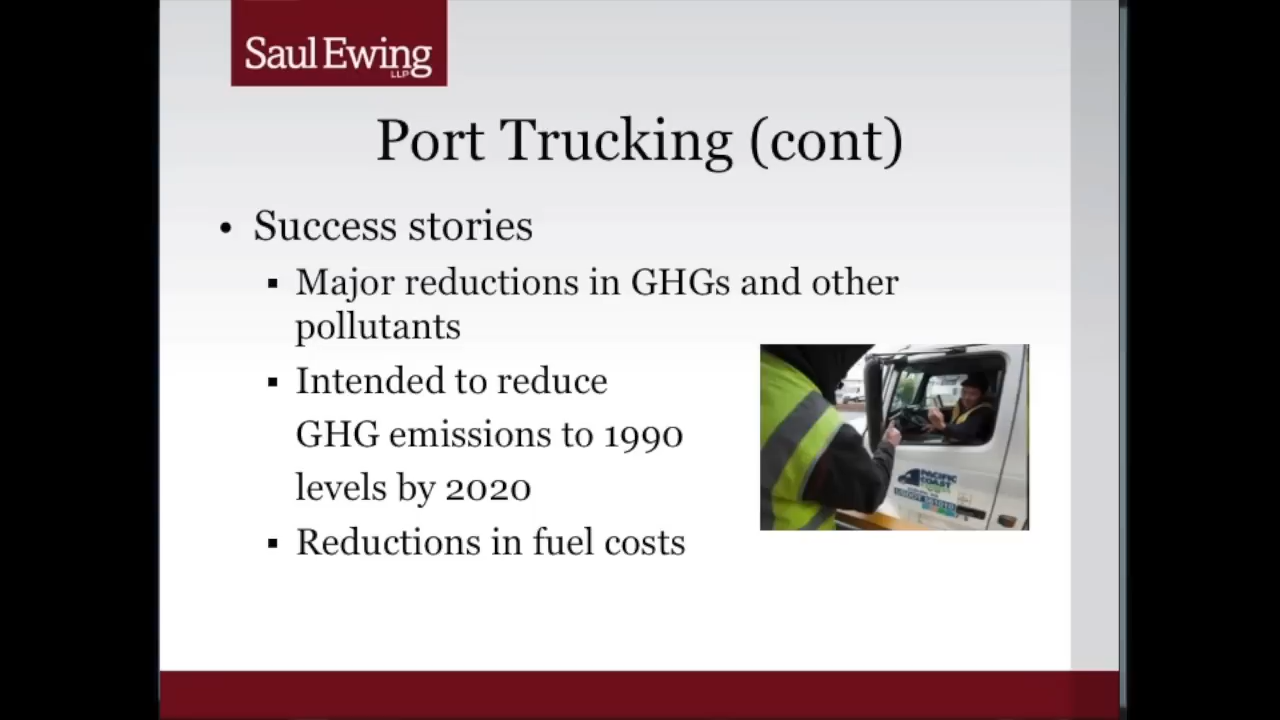 Saul Ewing
LLP
Port Trucking (cont)
• Success stories
▪ Major reductions in GHGs and other
pollutants
▪ Intended to reduce
GHG emissions to 1990
levels by 2020
▪ Reductions in fuel costs
PACIFIC
COAST